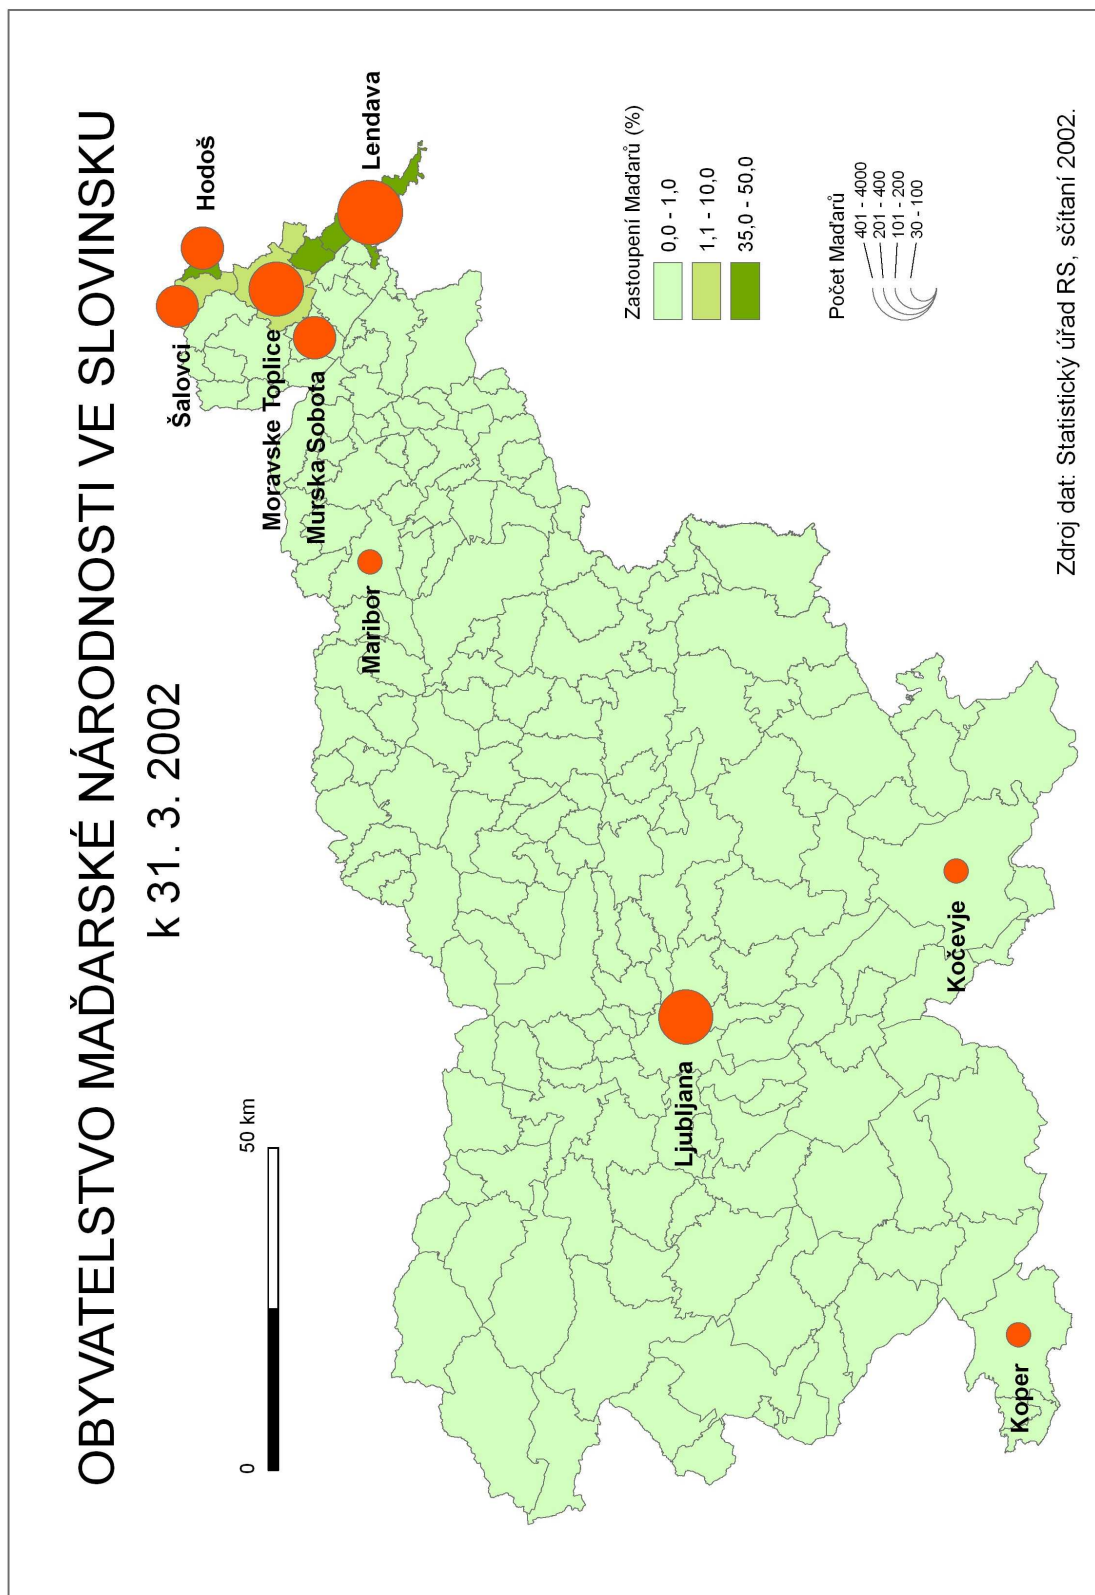 OBYVATELSTVO MAĎARSKÉ NÁRODNOSTI VE SLOVINSKU
k 31. 3. 2002
0
50 km
Šalovci
Hodoš
Moravske Toplice
Murska Sobota
Lendava
Maribor
Ljubljana
Kočevje
Koper
Zastoupení Maďarů (%)
0,0 - 1,0
1,1 - 10,0
35,0 - 50,0
Počet Maďarů
401 - 4000
201 - 400
101 - 200
30 - 100
Zdroj dat: Statistický úřad RS, sčítaní 2002.